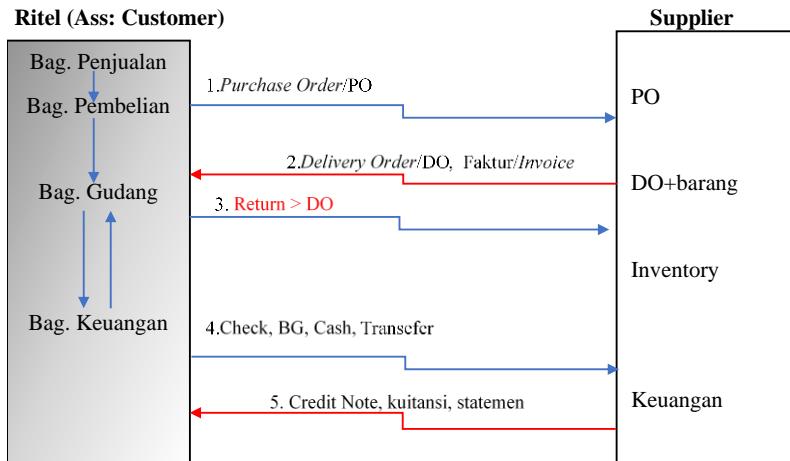 Ritel (Ass: Customer)
Supplier
Bag. Penjualan
Bag. Pembelian
Bag. Gudang
Bag. Keuangan
1.Purchase Order/PO
2.Delivery Order/DO, Faktur/Invoice
3. Return > DO
4.Check, BG, Cash, Transefer
5. Credit Note, kuitansi, statemen
PO
DO+barang
Inventory
Keuangan